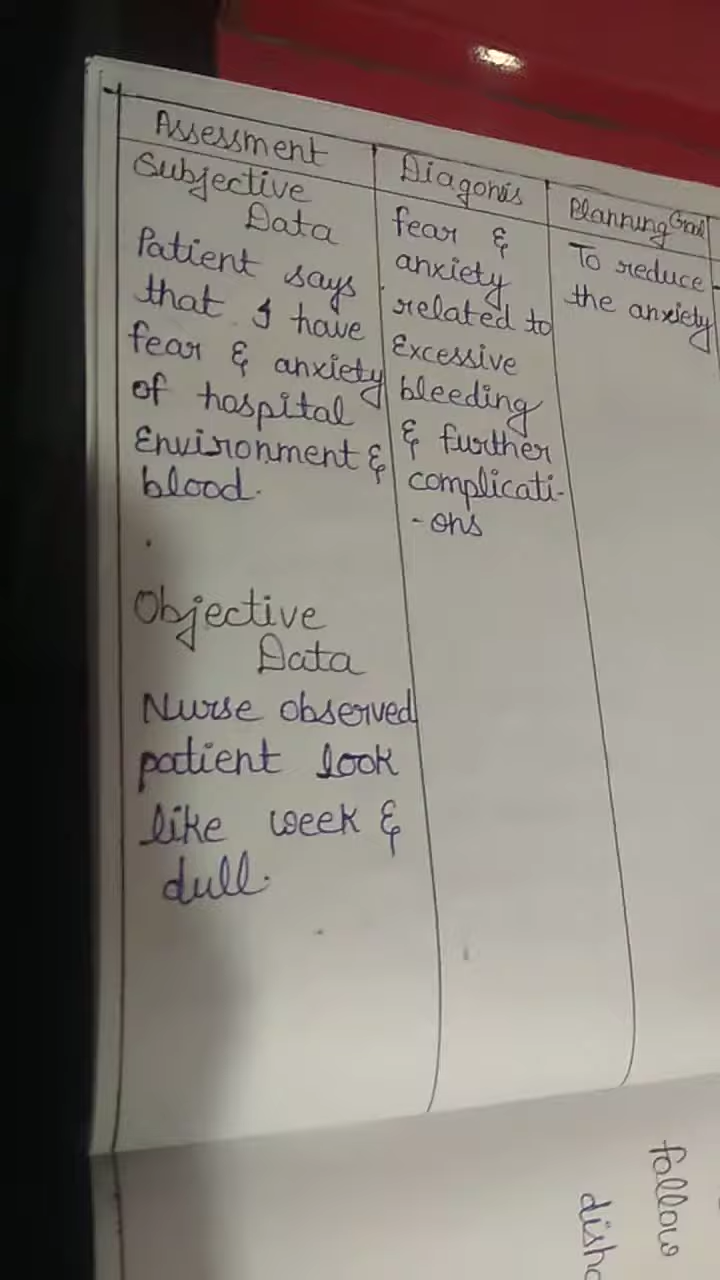 Assessment
Subjective
Data
Patient says
that I have
fear & anxiety
of hospital
Environment &
blood.
Objective
Data
Nurse observed
patient look
like week &
dull.
Diagonis
fear &
anxiety
related to
Excessive
bleeding
& further
complicati-
-ons
Planning Goal
To reduce
the anxiety
follow